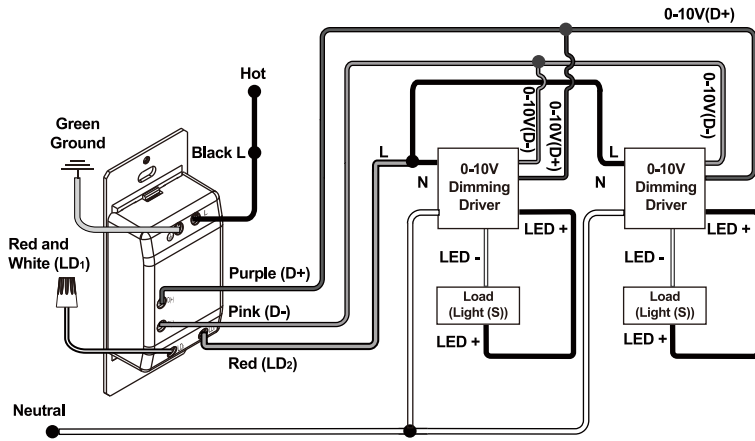 0-10V(D+)
Hot
Green
Ground
Black L
0-10V(D-)
0-10V(D+)
0-10V(D-)
L
N
0-10V
Dimming
Driver
L
N
0-10V
Dimming
Driver
Red and
White (LD1)
Purple (D+)
LED +
LED +
LED -
LED -
Pink (D-)
Load
(Light (S))
Load
(Light (S))
Red (LD2)
LED +
LED +
Neutral